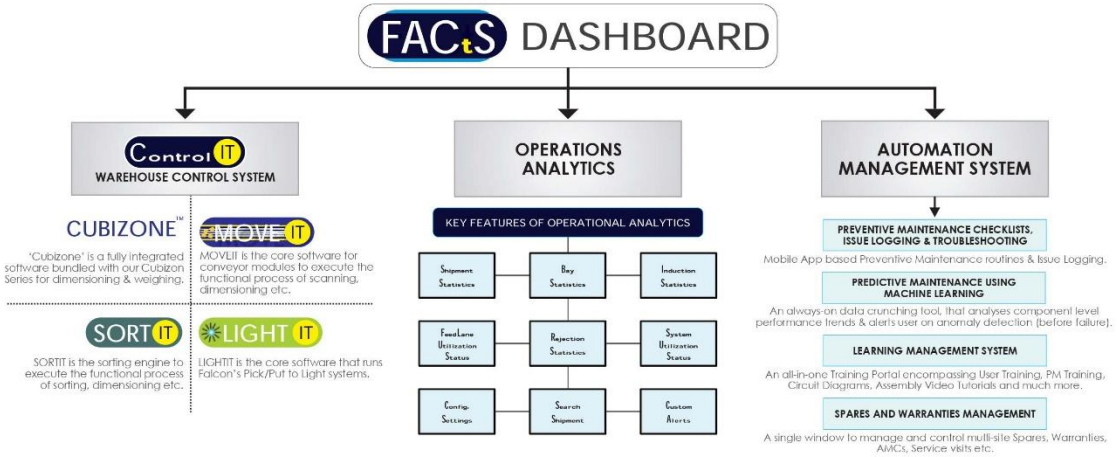 FACtS DASHBOARD
Control IT
WAREHOUSE CONTROL SYSTEM
CUBIZONE™
'Cubizone' is a fully integrated
software bundled with our Cubizon
Series for dimensioning & weighing.
MOVE IT
MOVEIT is the core software for
conveyor modules to execute the
functional process of scanning,
dimensioning etc.
SORT IT
SORTIT is the sorting engine to
execute the functional process
of sorting, dimensioning etc.
LIGHT IT
LIGHTIT is the core software that runs
Falcon's Pick/Put to Light systems.
OPERATIONS
ANALYTICS
KEY FEATURES OF OPERATIONAL ANALYTICS
SHIPMENT
STATISTICS
BAY
STATISTICS
INDUCTION
STATISTICS
FEEDLANE
UTILIZATION
STATUS
REJECTION
STATISTICS
SYSTEM
UTILIZATION
STATUS
CONFIG.
SETTINGS
SEARCH
SHIPMENT
CUSTOM
ALERTS
AUTOMATION
MANAGEMENT SYSTEM
PREVENTIVE MAINTENANCE CHECKLISTS,
ISSUE LOGGING & TROUBLESHOOTING
Mobile App based Preventive Maintenance routines & Issue Logging.
PREDICTIVE MAINTENANCE USING
MACHINE LEARNING
An always-on data crunching tool, that analyses component level
performance trends & alerts user on anomaly detection (before failure).
LEARNING MANAGEMENT SYSTEM
An all-in-one Training Portal encompassing User Training, PM Training,
Circuit Diagrams, Assembly Video Tutorials and much more.
SPARES AND WARRANTIES MANAGEMENT
A single window to manage and control multi-site Spares, Warranties,
AMCs, Service visits etc.